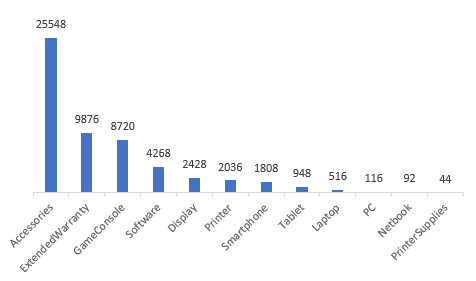 25548
9876
8720
4268
2428
2036
1808
948
516
116
92
44
Accessories
ExtendedWarranty
GameConsole
Software
Display
Printer
Smartphone
Tablet
Laptop
PC
Netbook
PrinterSupplies